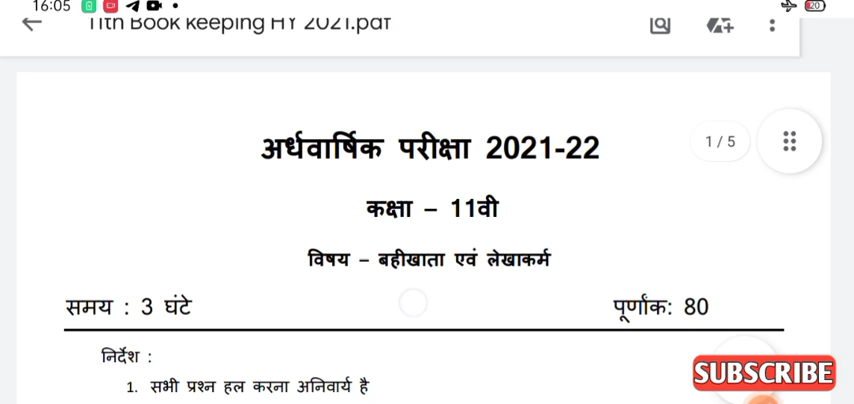 16:05
20
11th Book keeping HY 2021.pdf
अर्धवार्षिक परीक्षा 2021-22
1 / 5
कक्षा – 11वी
विषय – बहीखाता एवं लेखाकर्म
समय : 3 घंटे
पूर्णांक: 80
निर्देश :
1. सभी प्रश्न हल करना अनिवार्य है
SUBSCRIBE